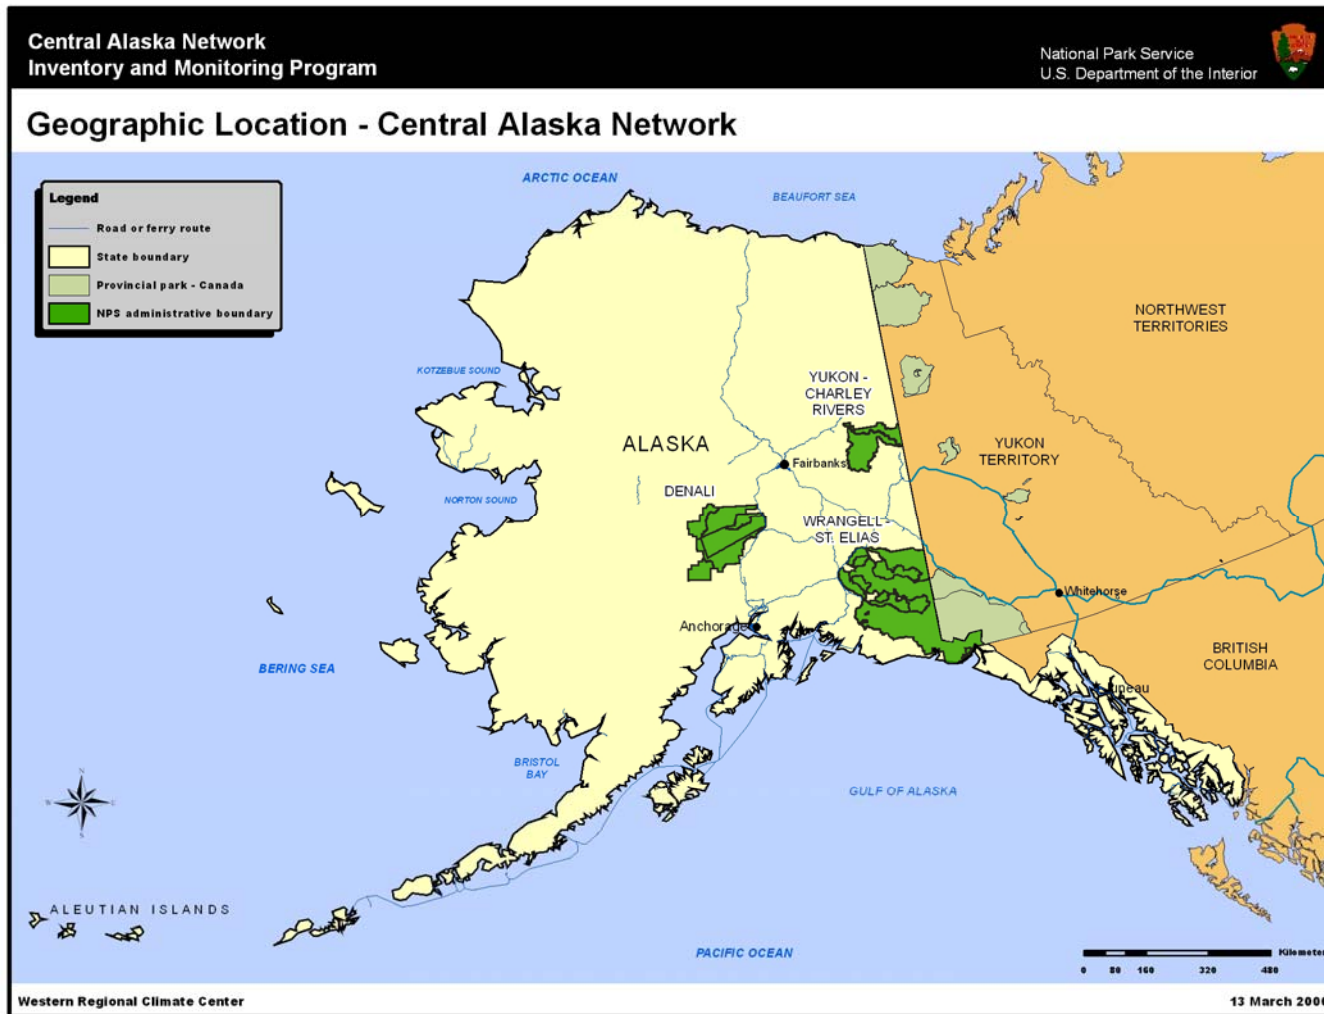 Central Alaska Network
Inventory and Monitoring Program
National Park Service
U.S. Department of the Interior
Geographic Location - Central Alaska Network
Legend
Road or ferry route
State boundary
Provincial park - Canada
NPS administrative boundary
ARCTIC OCEAN
BEAUFORT SEA
NORTHWEST
TERRITORIES
KOTZEBUE SOUND
YUKON -
CHARLEY
RIVERS
ALASKA
YUKON
TERRITORY
Fairbanks
DENALI
NORTON SOUND
WRANGELL -
ST. ELIAS
Whitehorse
Anchorage
BERING SEA
BRITISH
COLUMBIA
BRISTOL
BAY
GULF OF ALASKA
ALEUTIAN ISLANDS
PACIFIC OCEAN
0 80 160 320 480
Western Regional Climate Center
13 March